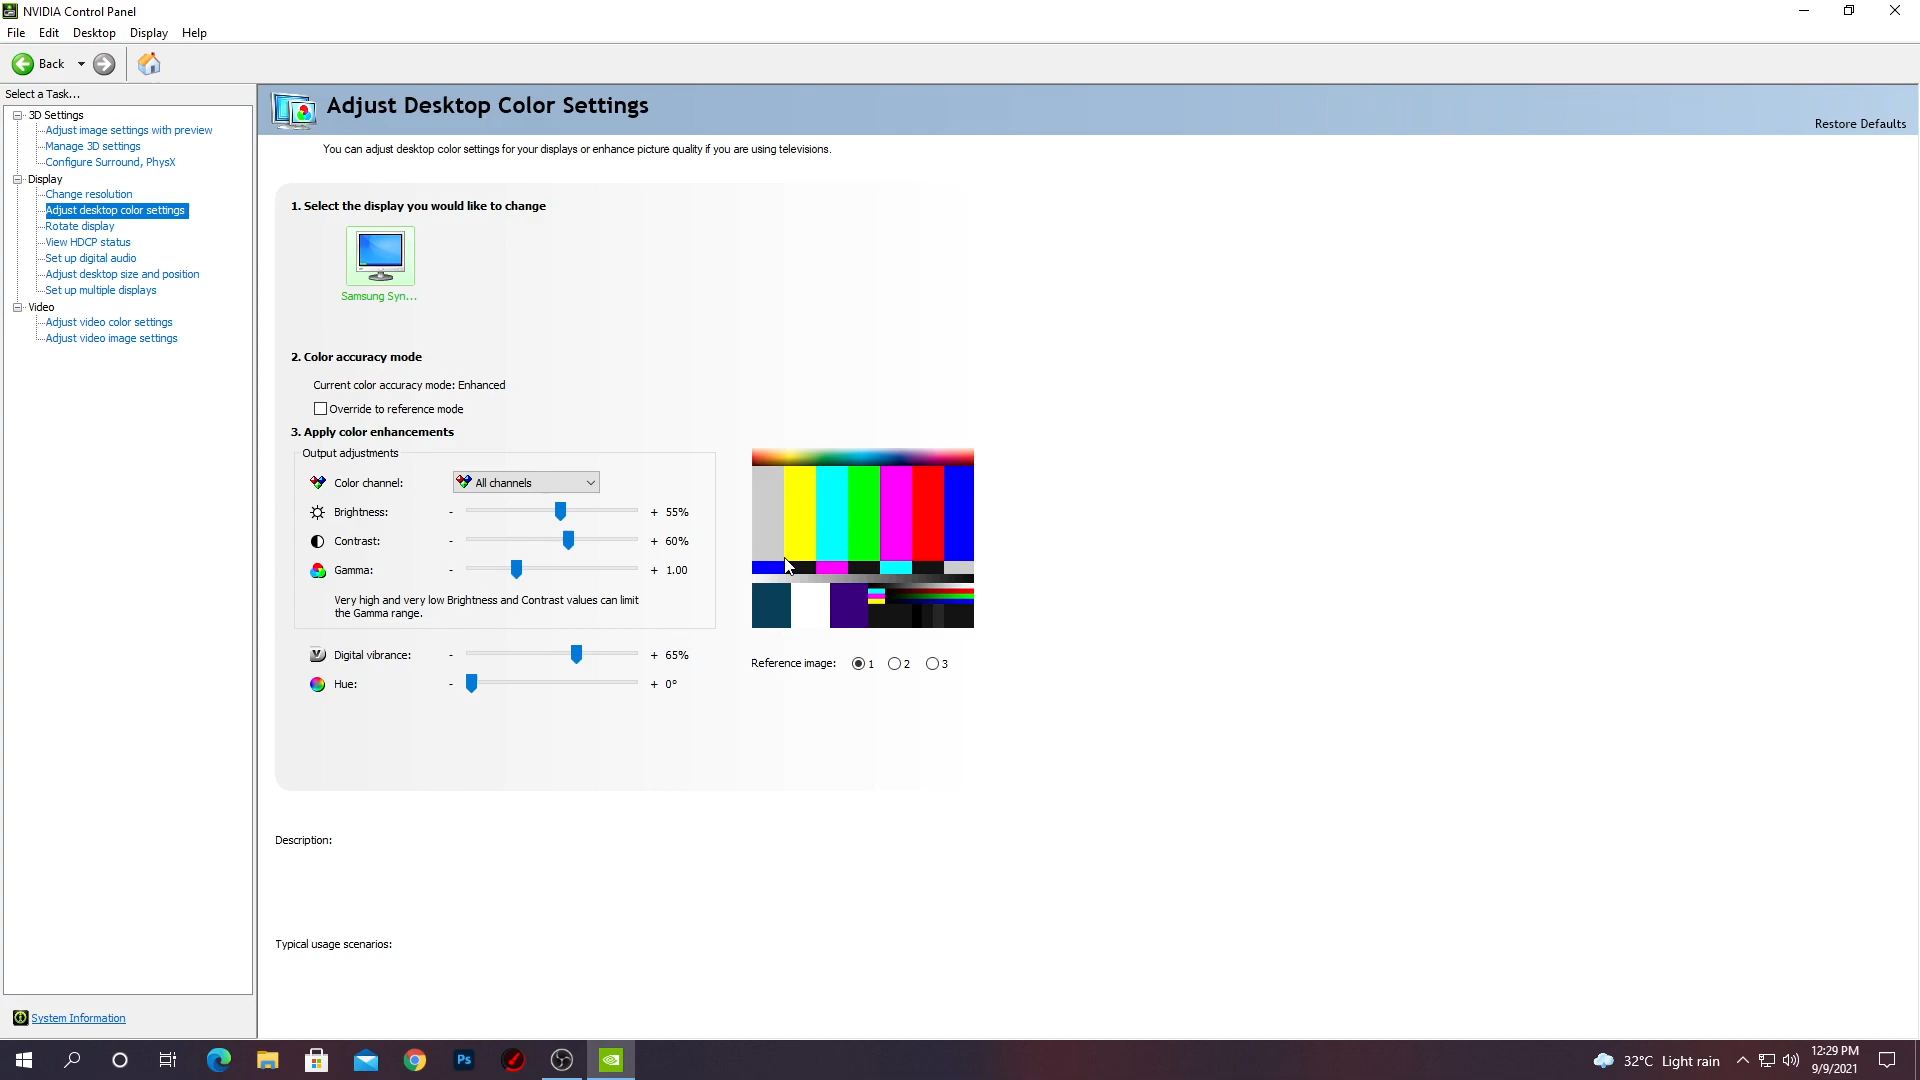 NVIDIA Control Panel
File Edit Desktop Display Help
Back
Select a Task...
3D Settings
Adjust image settings with preview
Manage 3D settings
Configure Surround, PhysX
Display
Change resolution
Adjust desktop color settings
Rotate display
View HDCP status
Set up digital audio
Adjust desktop size and position
Set up multiple displays
Video
Adjust video color settings
Adjust video image settings
System Information
Adjust Desktop Color Settings
Restore Defaults
You can adjust desktop color settings for your displays or enhance picture quality if you are using televisions.
1. Select the display you would like to change
Samsung Syn...
2. Color accuracy mode
Current color accuracy mode: Enhanced
Override to reference mode
3. Apply color enhancements
Output adjustments
Color channel: All channels
Brightness: - + 55%
Contrast: - + 60%
Gamma: - + 1.00
Very high and very low Brightness and Contrast values can limit
the Gamma range.
Digital vibrance: - + 65%
Hue: - + 0°
Reference image: 1 2 3
Description:
Typical usage scenarios:
Ps
32°C Light rain
12:29 PM
9/9/2021